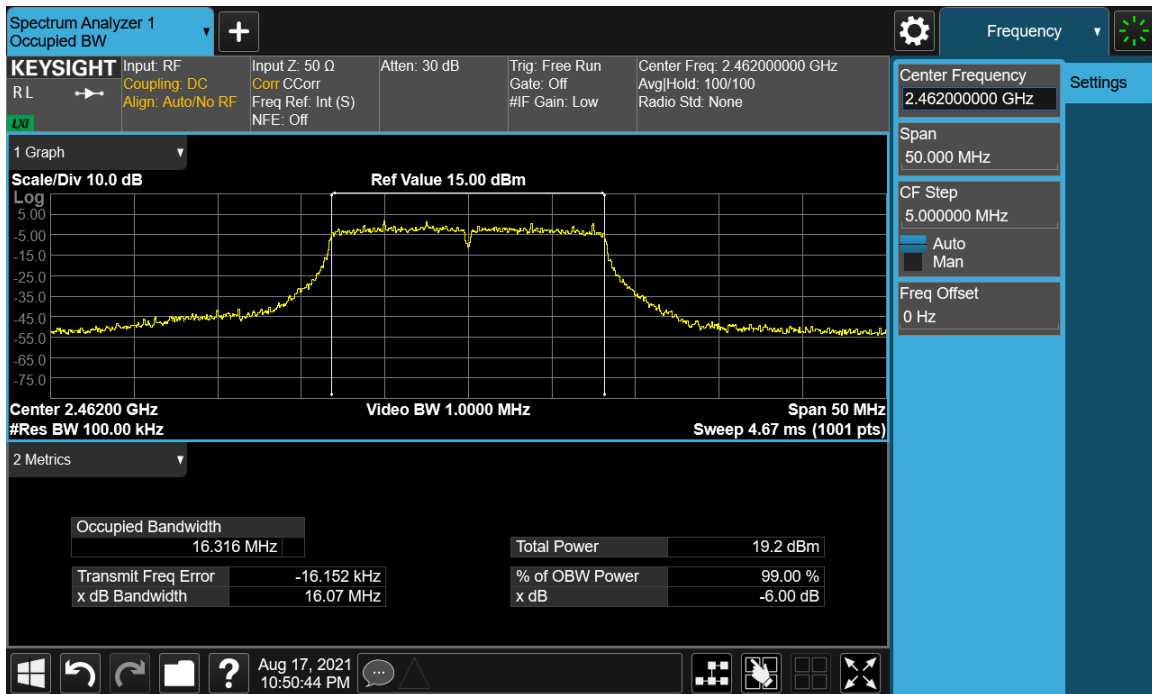 Spectrum Analyzer 1
Occupied BW
+
Frequency
KEYSIGHT
R L
LXI
Input: RF
Coupling: DC
Align: Auto/No RF
Input Z: 50 Ω
Corr CCorr
Freq Ref: Int (S)
NFE: Off
Atten: 30 dB
Trig: Free Run
Gate: Off
#IF Gain: Low
Center Freq: 2.462000000 GHz
Avg|Hold: 100/100
Radio Std: None
Center Frequency
2.462000000 GHz
Settings
Span
50.000 MHz
CF Step
5.000000 MHz
Auto
Man
Freq Offset
0 Hz
1 Graph
Scale/Div 10.0 dB
Ref Value 15.00 dBm
Log
5.00
-5.00
-15.0
-25.0
-35.0
-45.0
-55.0
-65.0
-75.0
Center 2.46200 GHz
Video BW 1.0000 MHz
Span 50 MHz
#Res BW 100.00 kHz
Sweep 4.67 ms (1001 pts)
2 Metrics
Occupied Bandwidth
16.316 MHz
Total Power 19.2 dBm
Transmit Freq Error -16.152 kHz
% of OBW Power 99.00 %
x dB Bandwidth 16.07 MHz
x dB -6.00 dB
?
Aug 17, 2021
10:50:44 PM